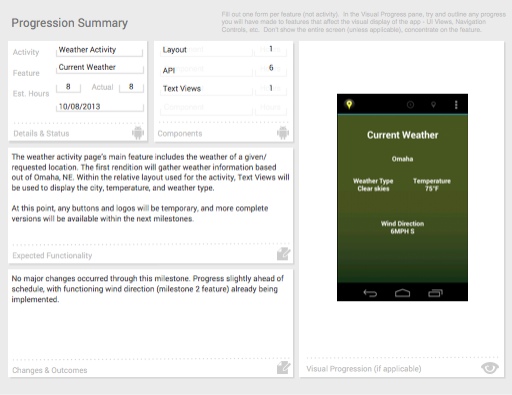 Progression Summary
Fill out one form per feature (not activity). In the Visual Progress pane, try and outline any progress
you will have made to features that affect the visual display of the app - UI Views, Navigation
Controls, etc. Don't show the entire screen (unless applicable), concentrate on the feature.
Activity Weather Activity
Feature Current Weather
Est. Hours 8 Actual 8
10/08/2013
Details & Status
Layout 1
API 6
Text Views 1
Components
The weather activity page's main feature includes the weather of a given/
requested location. The first rendition will gather weather information based
out of Omaha, NE. Within the relative layout used for the activity, Text Views will
be used to display the city, temperature, and weather type.
At this point, any buttons and logos will be temporary, and more complete
versions will be available within the next milestones.
Expected Functionality
No major changes occurred through this milestone. Progress slightly ahead of
schedule, with functioning wind direction (milestone 2 feature) already being
implemented.
Changes & Outcomes
Current Weather
Omaha
Weather Type Temperature
Clear skies 75°F
Wind Direction
6MPH S
Visual Progression (if applicable)